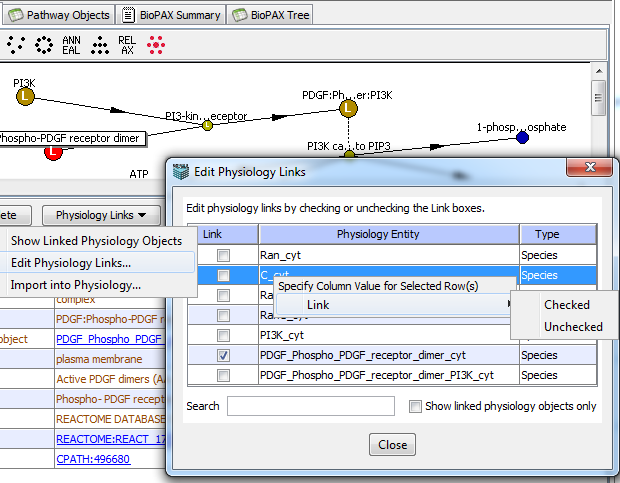 Pathway Objects
BioPAX Summary
BioPAX Tree
ANN
EAL
REL
AX
PI3K
L
PDGF:Ph...er:PI3K
L
PI3-kin...eceptor
L
1-phosp...osphate
Phospho-PDGF receptor dimer
L
PI3K ca...to PIP3
ATP
ete
Physiology Links
Show Linked Physiology Objects
Edit Physiology Links...
Import into Physiology...
complex
PDGF:Phospho-PDGF r
object
PDGF_Phospho_PDGF
plasma membrane
Active PDGF dimers (A
Phospho- PDGF recept
REACTOME DATABASE
REACTOME:REACT_17
CPATH:496680
Edit Physiology Links
Edit physiology links by checking or unchecking the Link boxes.
Link
Physiology Entity
Type
Ran_cyt
Species
C_cyt
Species
Specify Column Value for Selected Row(s)
Link
Checked
Unchecked
PI3K_cyt
Species
PDGF_Phospho_PDGF_receptor_dimer_cyt
Species
PDGF_Phospho_PDGF_receptor_dimer_PI3K_cyt
Species
Search
Show linked physiology objects only
Close